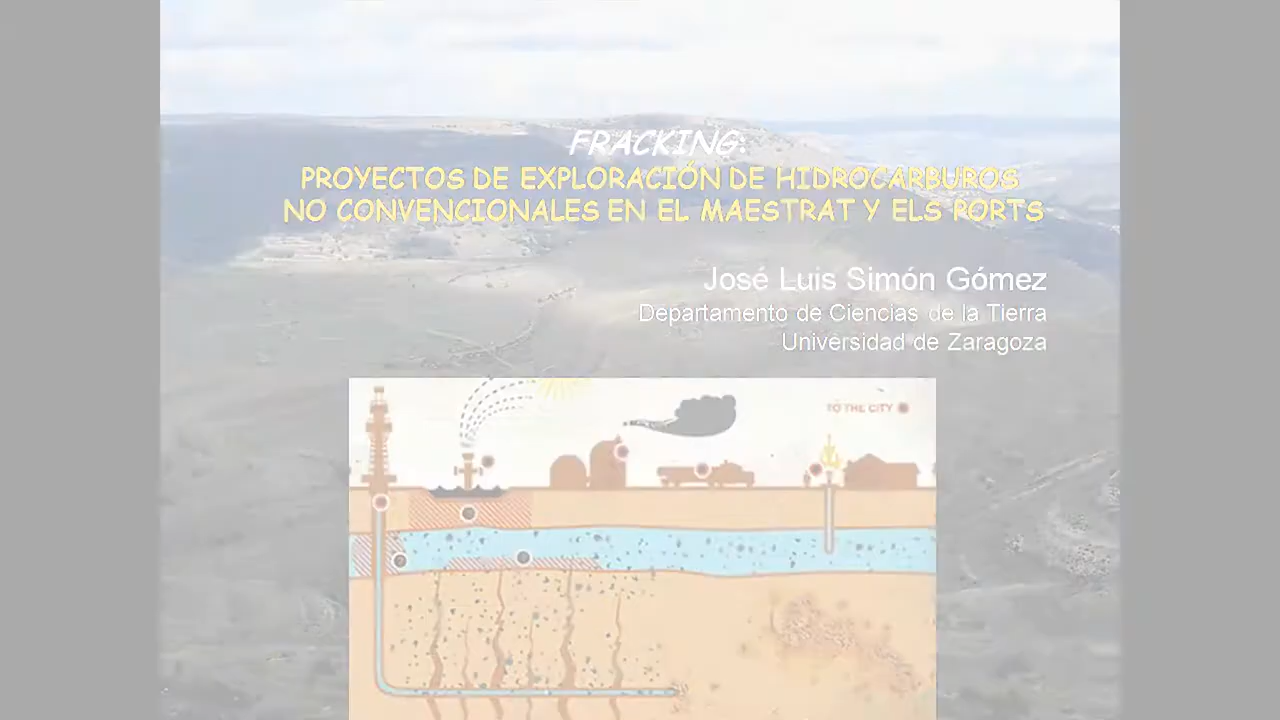 FRACKING:
PROYECTOS DE EXPLORACIÓN DE HIDROCARBUROS
NO CONVENCIONALES EN EL MAESTRAT Y ELS PORTS
José Luis Simón Gómez
Departamento de Ciencias de la Tierra
Universidad de Zaragoza
TO THE CITY